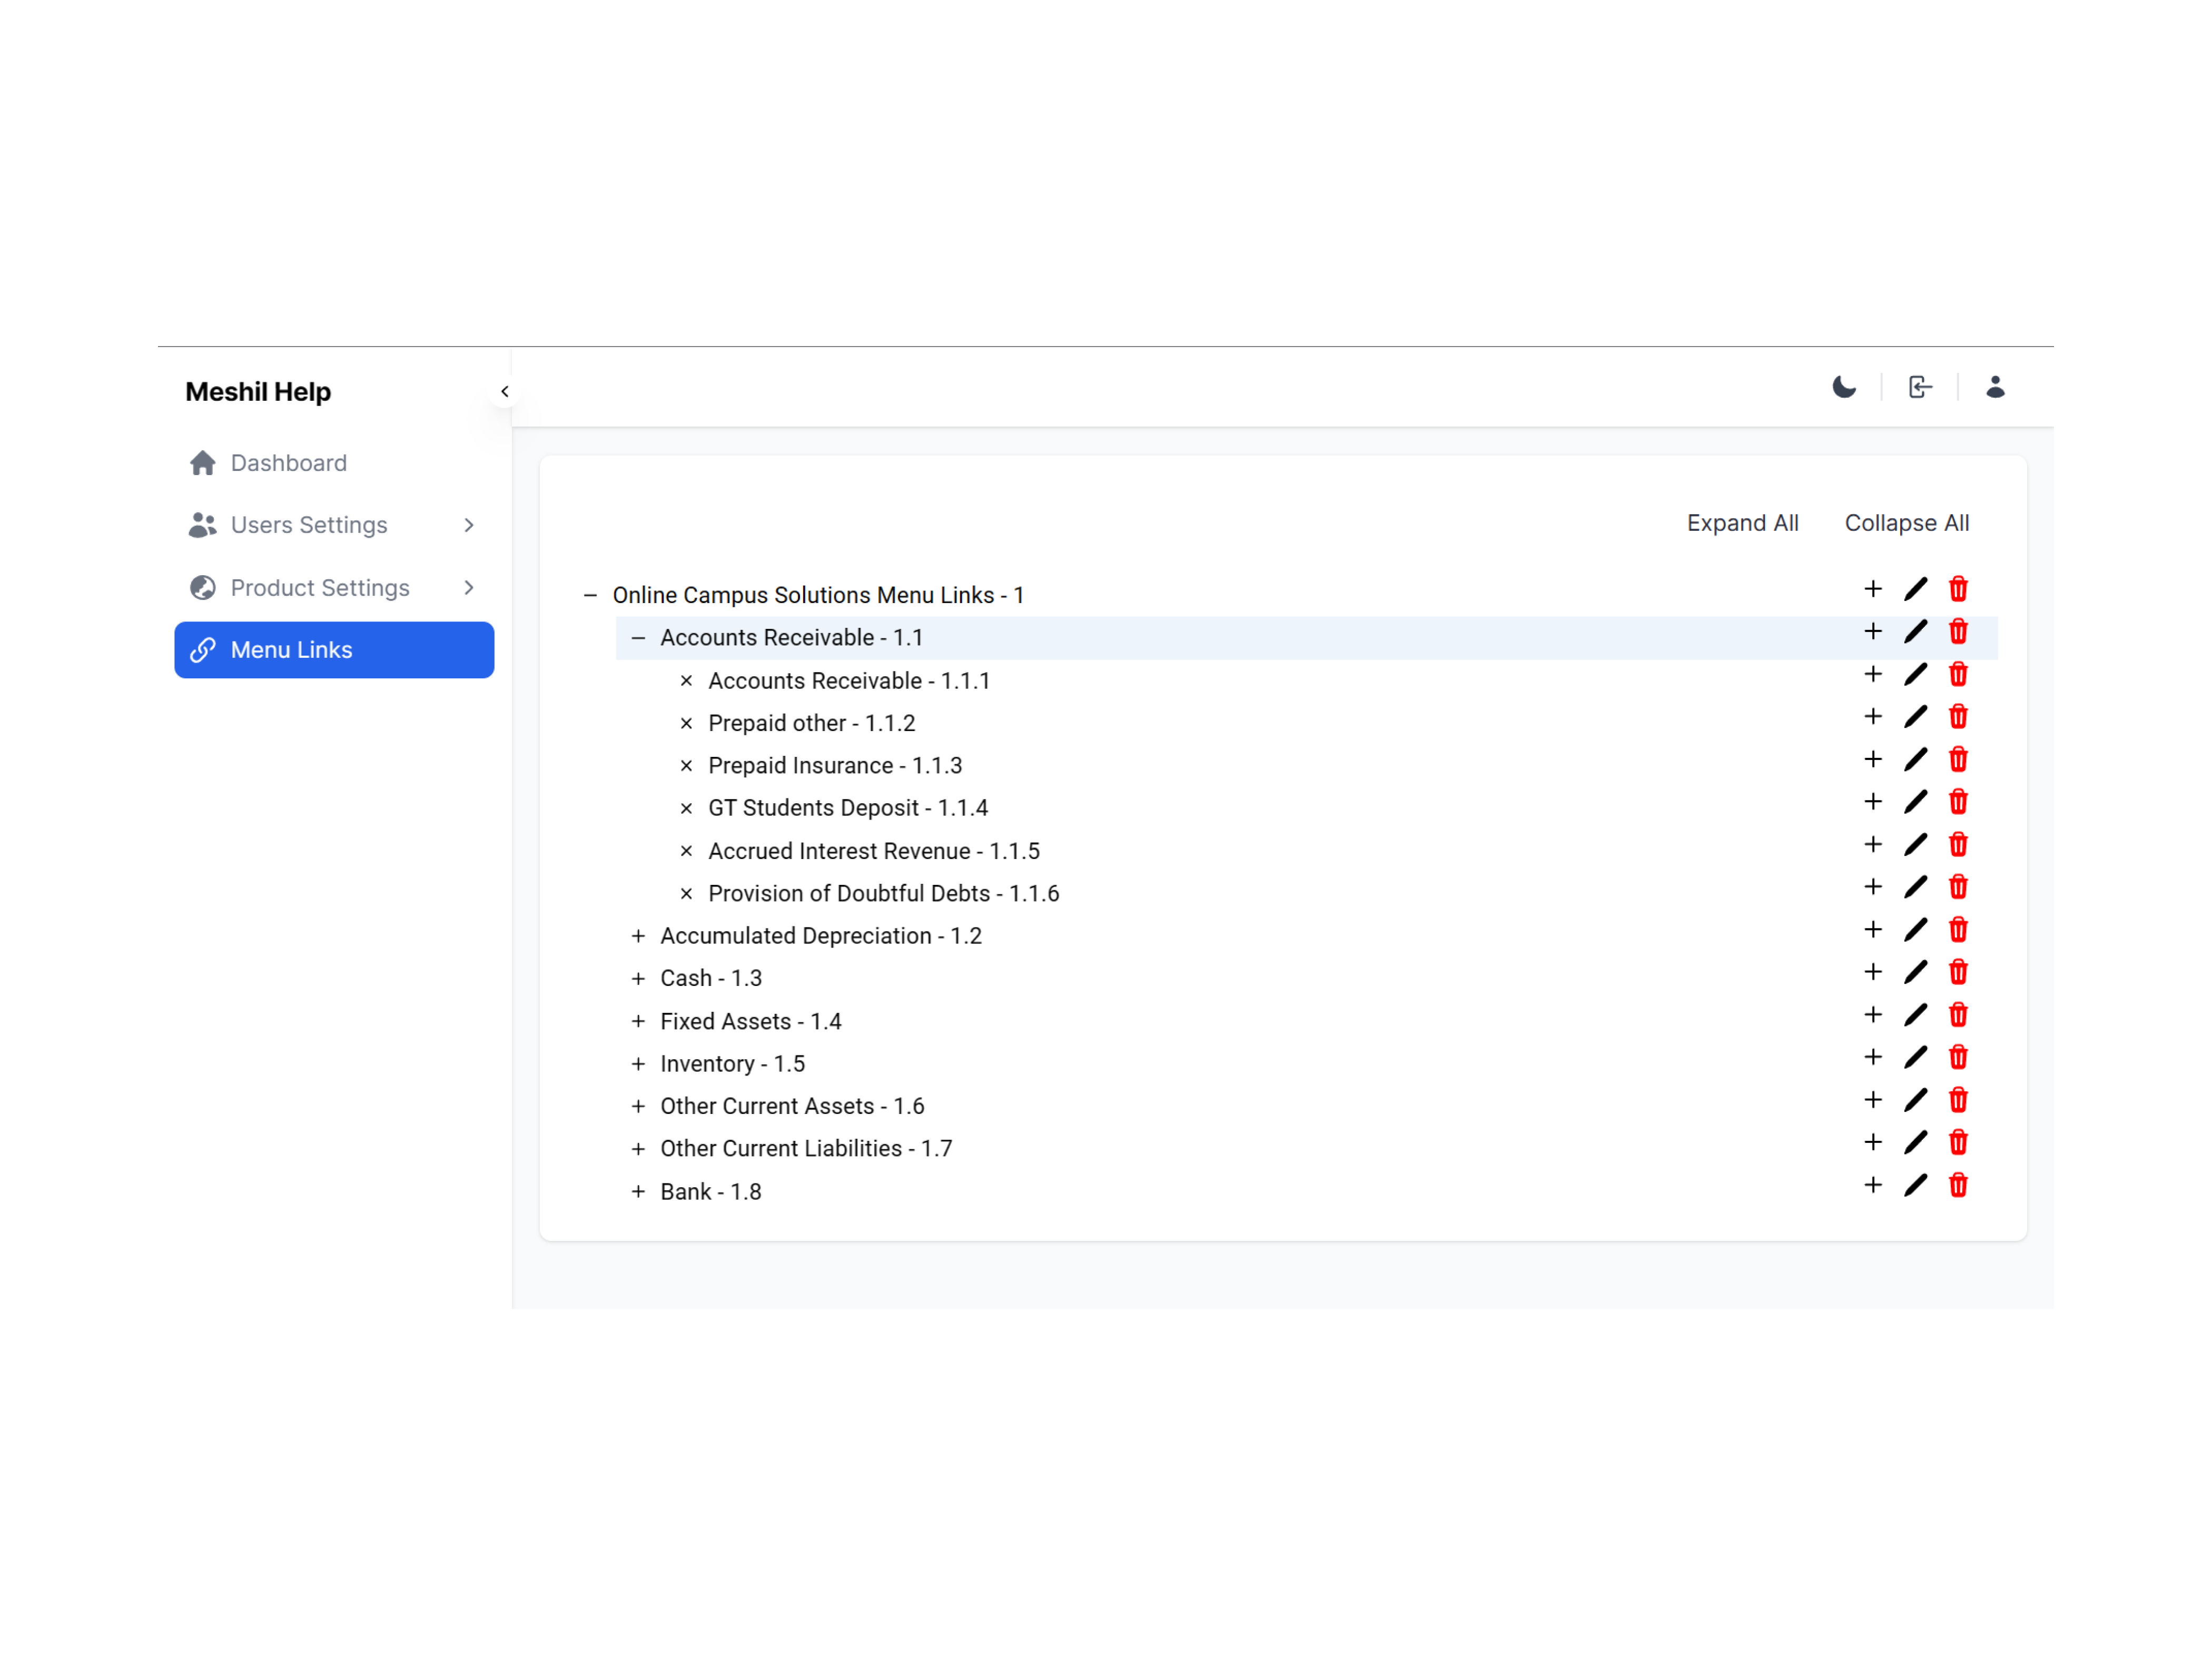 Meshil Help
Dashboard
Users Settings
Product Settings
Menu Links
Expand All Collapse All
Online Campus Solutions Menu Links - 1
Accounts Receivable - 1.1
Accounts Receivable - 1.1.1
Prepaid other - 1.1.2
Prepaid Insurance - 1.1.3
GT Students Deposit - 1.1.4
Accrued Interest Revenue - 1.1.5
Provision of Doubtful Debts - 1.1.6
Accumulated Depreciation - 1.2
Cash - 1.3
Fixed Assets - 1.4
Inventory - 1.5
Other Current Assets - 1.6
Other Current Liabilities - 1.7
Bank - 1.8